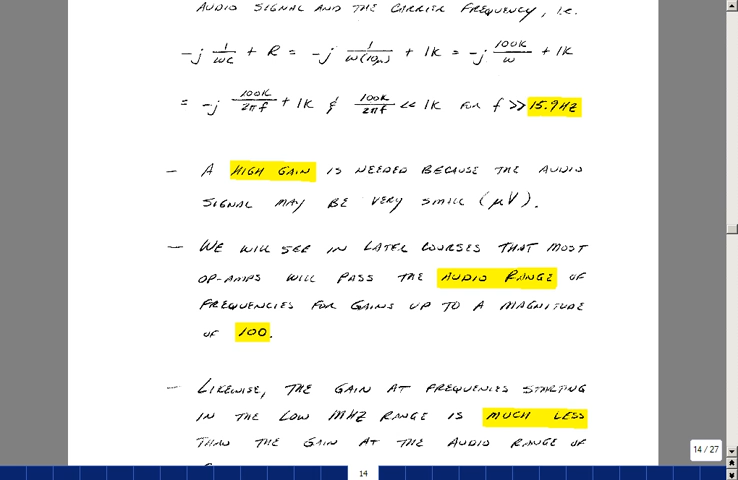 AUDIO SIGNAL AND THE CARRIER FREQUENCY, I.E.
-j 1/ωC + R = -j 1/ω(10μ) + 1K = -j 100K/ω + 1K
= -j 100K/2πf + 1K & 100K/2πf << 1K FOR f >> 15.9HZ
- A HIGH GAIN IS NEEDED BECAUSE THE AUDIO
SIGNAL MAY BE VERY SMALL (μV).
- WE WILL SEE IN LATER COURSES THAT MOST
OP-AMPS WILL PASS THE AUDIO RANGE OF
FREQUENCIES FOR GAINS UP TO A MAGNITUDE
OF 100.
- LIKEWISE, THE GAIN AT FREQUENCIES STARTING
IN THE LOW MHZ RANGE IS MUCH LESS
THAN THE GAIN AT THE AUDIO RANGE OF
14 / 27
14